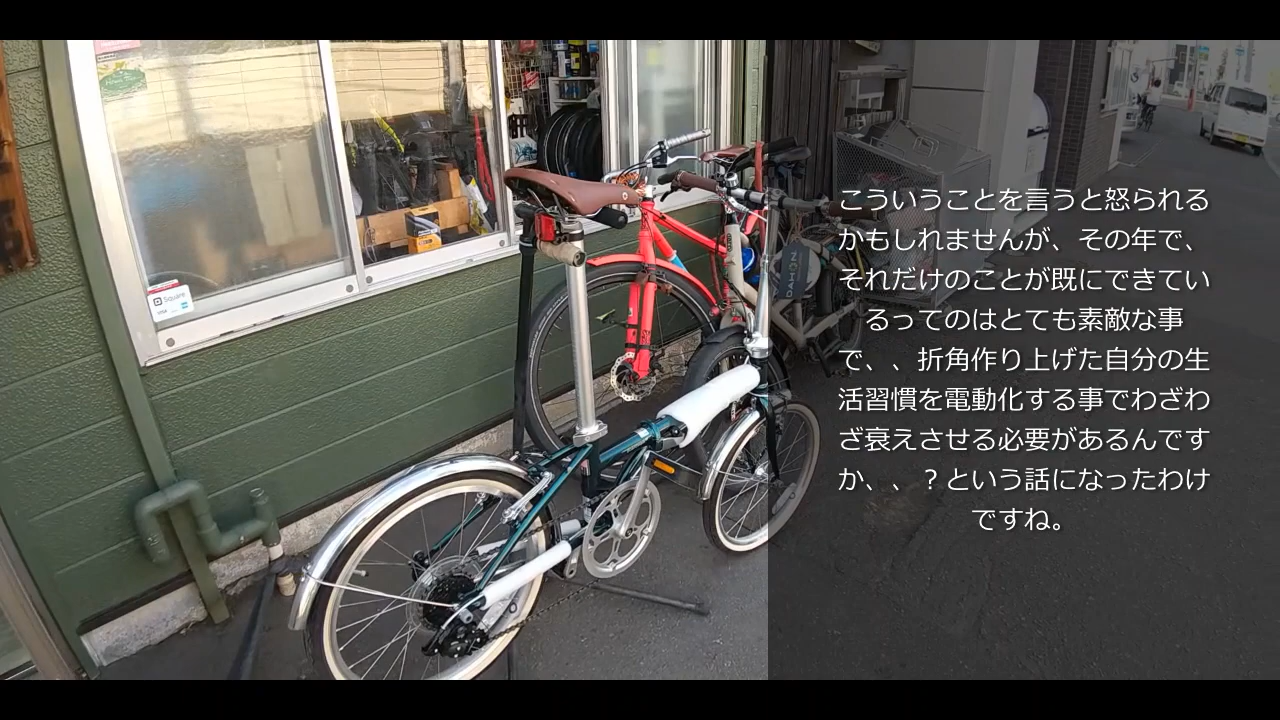 こういうことを言うと怒られる
かもしれませんが、その年で、
それだけのことが既にできてい
るってのはとても素敵な事
で、、折角作り上げた自分の生
活習慣を電動化する事でわざわ
ざ衰えさせる必要があるんです
か、、？という話になったわけ
ですね。
Square
VISA
DAHON